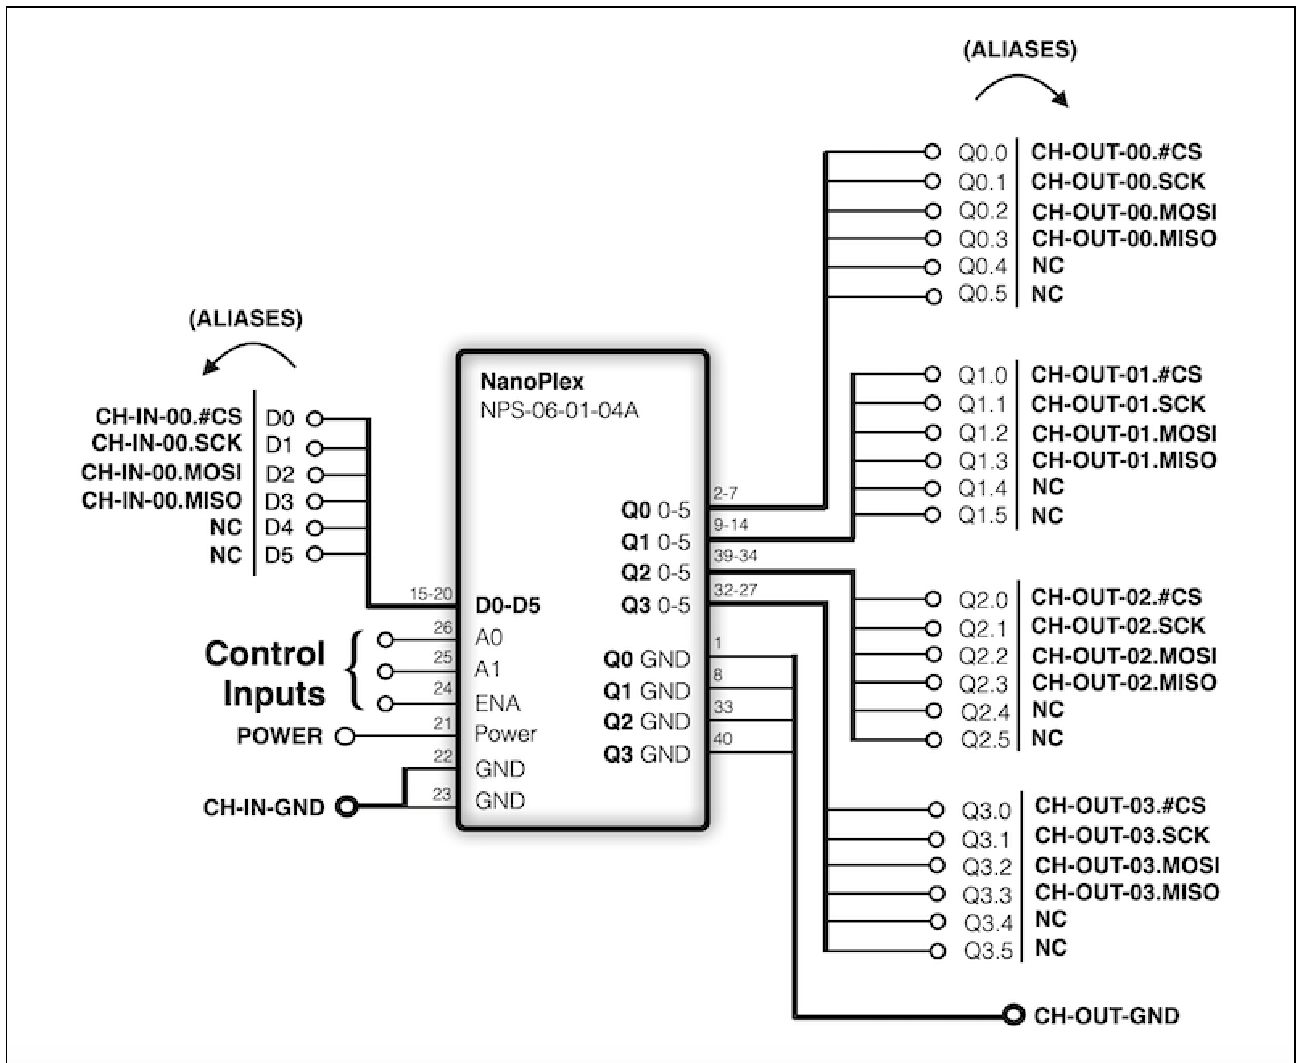 (ALIASES)
Q0.0 CH-OUT-00.#CS
Q0.1 CH-OUT-00.SCK
Q0.2 CH-OUT-00.MOSI
Q0.3 CH-OUT-00.MISO
Q0.4 NC
Q0.5 NC
(ALIASES)
CH-IN-00.#CS D0
CH-IN-00.SCK D1
CH-IN-00.MOSI D2
CH-IN-00.MISO D3
NC D4
NC D5
NanoPlex
NPS-06-01-04A
Q0 0-5 2-7
Q1 0-5 9-14
Q2 0-5 39-34
Q3 0-5 32-27
15-20 D0-D5
26 A0
25 A1
24 ENA
Control
Inputs
POWER 21 Power
22 GND
CH-IN-GND 23 GND
Q0 GND 1
Q1 GND 8
Q2 GND 33
Q3 GND 40
Q1.0 CH-OUT-01.#CS
Q1.1 CH-OUT-01.SCK
Q1.2 CH-OUT-01.MOSI
Q1.3 CH-OUT-01.MISO
Q1.4 NC
Q1.5 NC
Q2.0 CH-OUT-02.#CS
Q2.1 CH-OUT-02.SCK
Q2.2 CH-OUT-02.MOSI
Q2.3 CH-OUT-02.MISO
Q2.4 NC
Q2.5 NC
Q3.0 CH-OUT-03.#CS
Q3.1 CH-OUT-03.SCK
Q3.2 CH-OUT-03.MOSI
Q3.3 CH-OUT-03.MISO
Q3.4 NC
Q3.5 NC
CH-OUT-GND